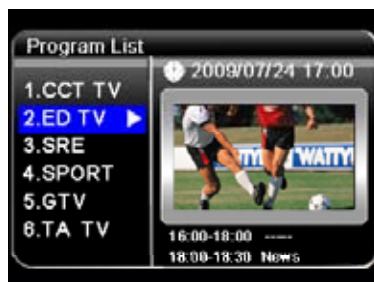 Program List
2009/07/24 17:00
1.CCT TV
2.ED TV
3.SRE
4.SPORT
5.GTV
6.TA TV
WATTY
16:00-18:00 -----
18:00-18:30 News